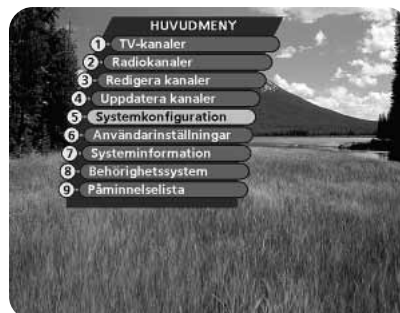 HUVUDMENY
1 TV-kanaler
2 Radiokanaler
3 Redigera kanaler
4 Uppdatera kanaler
5 Systemkonfiguration
6 Användarinställningar
7 Systeminformation
8 Behörighetssystem
9 Påminnelselista